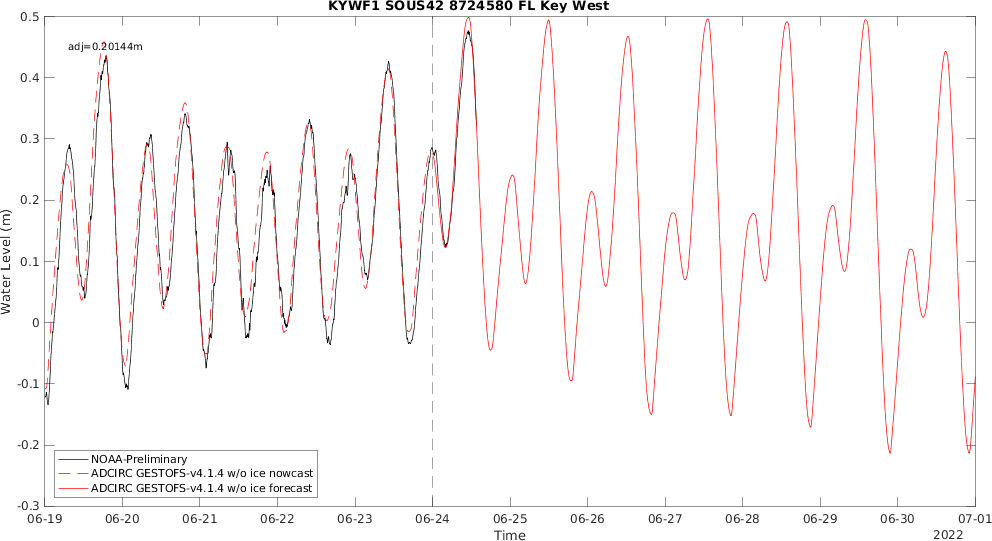 KYWF1 SOUS42 8724580 FL Key West
adj=0.20144m
0.5
0.4
0.3
0.2
0.1
0
-0.1
-0.2
-0.3
Water Level (m)
NOAA-Preliminary
ADCIRC GESTOFS-v4.1.4 w/o ice nowcast
ADCIRC GESTOFS-v4.1.4 w/o ice forecast
06-19 06-20 06-21 06-22 06-23 06-24 06-25 06-26 06-27 06-28 06-29 06-30 07-01
Time
2022